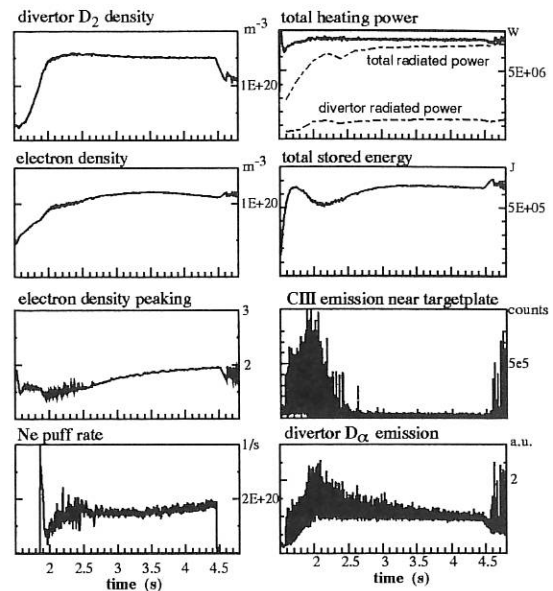 divertor D2 density
m-3
1E+20
total heating power
W
total radiated power
5E+06
divertor radiated power
electron density
m-3
1E+20
total stored energy
J
5E+05
electron density peaking
3
2
CIII emission near targetplate
counts
5e5
Ne puff rate
1/s
2E+20
divertor Dα emission
a.u.
2
2 2.5 3 3.5 4 4.5
time (s)
2 2.5 3 3.5 4 4.5
time (s)